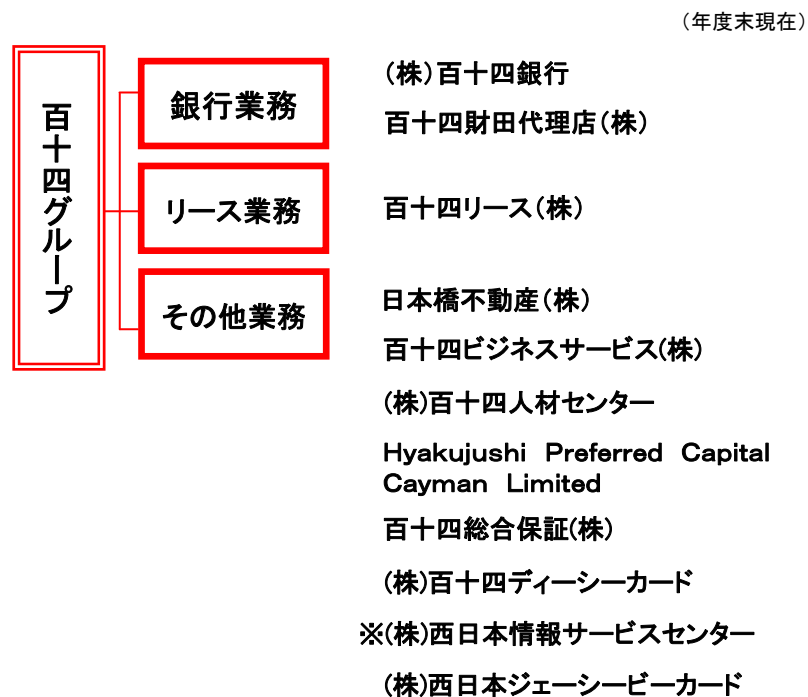 （年度末現在）
百十四グループ
銀行業務
（株）百十四銀行
百十四財田代理店（株）
リース業務
百十四リース（株）
その他業務
日本橋不動産（株）
百十四ビジネスサービス(株)
(株)百十四人材センター
Hyakujushi Preferred Capital
Cayman Limited
百十四総合保証(株)
(株)百十四ディーシーカード
※(株)西日本情報サービスセンター
(株)西日本ジェーシービーカード